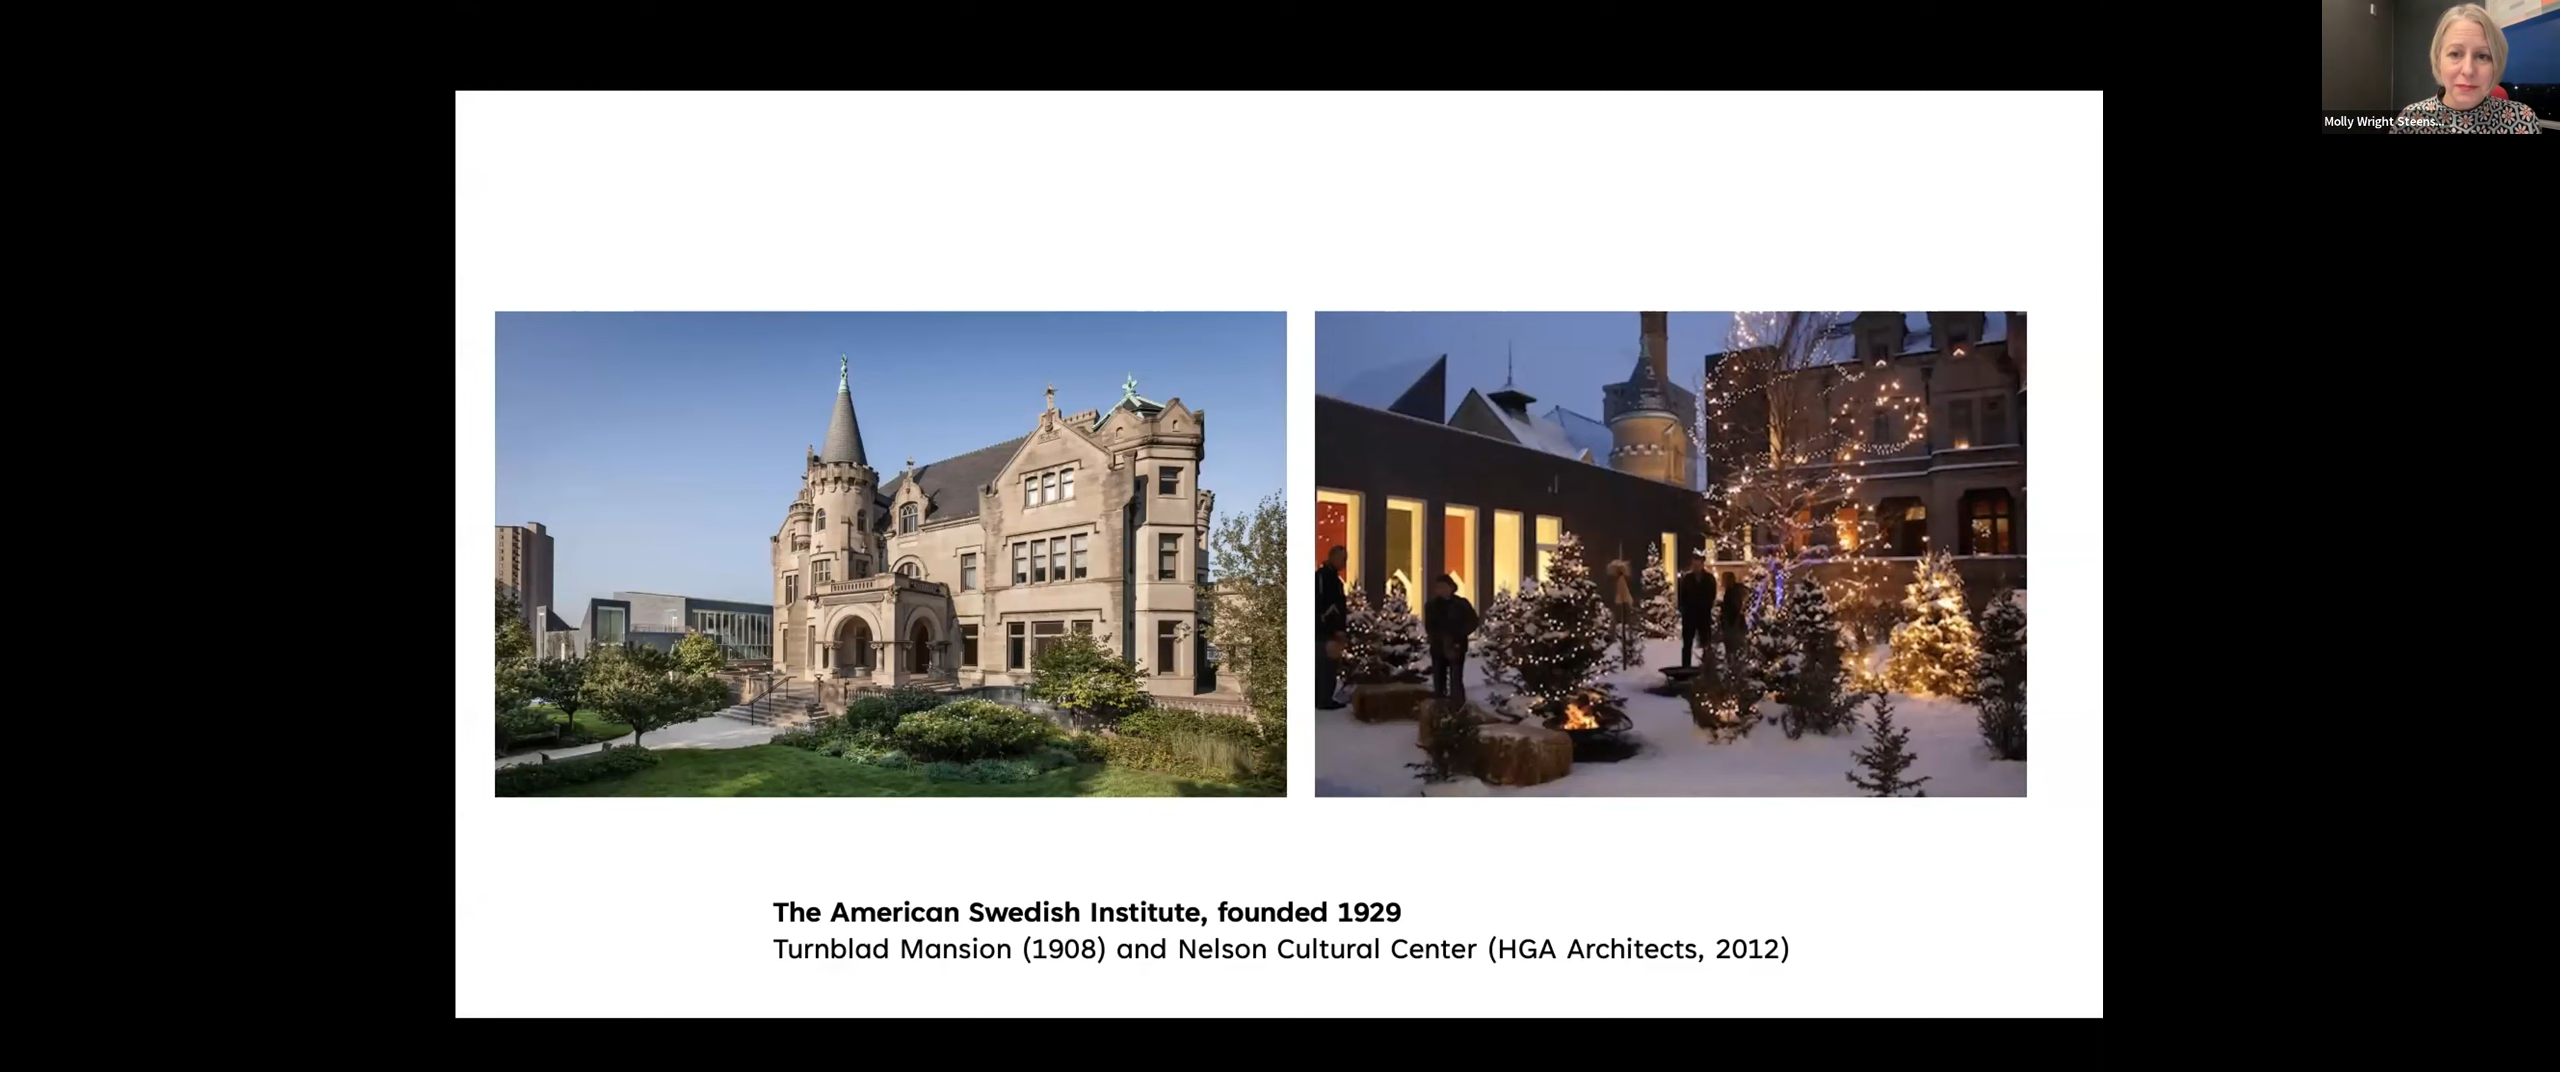 Molly Wright Steens...
The American Swedish Institute, founded 1929
Turnblad Mansion (1908) and Nelson Cultural Center (HGA Architects, 2012)